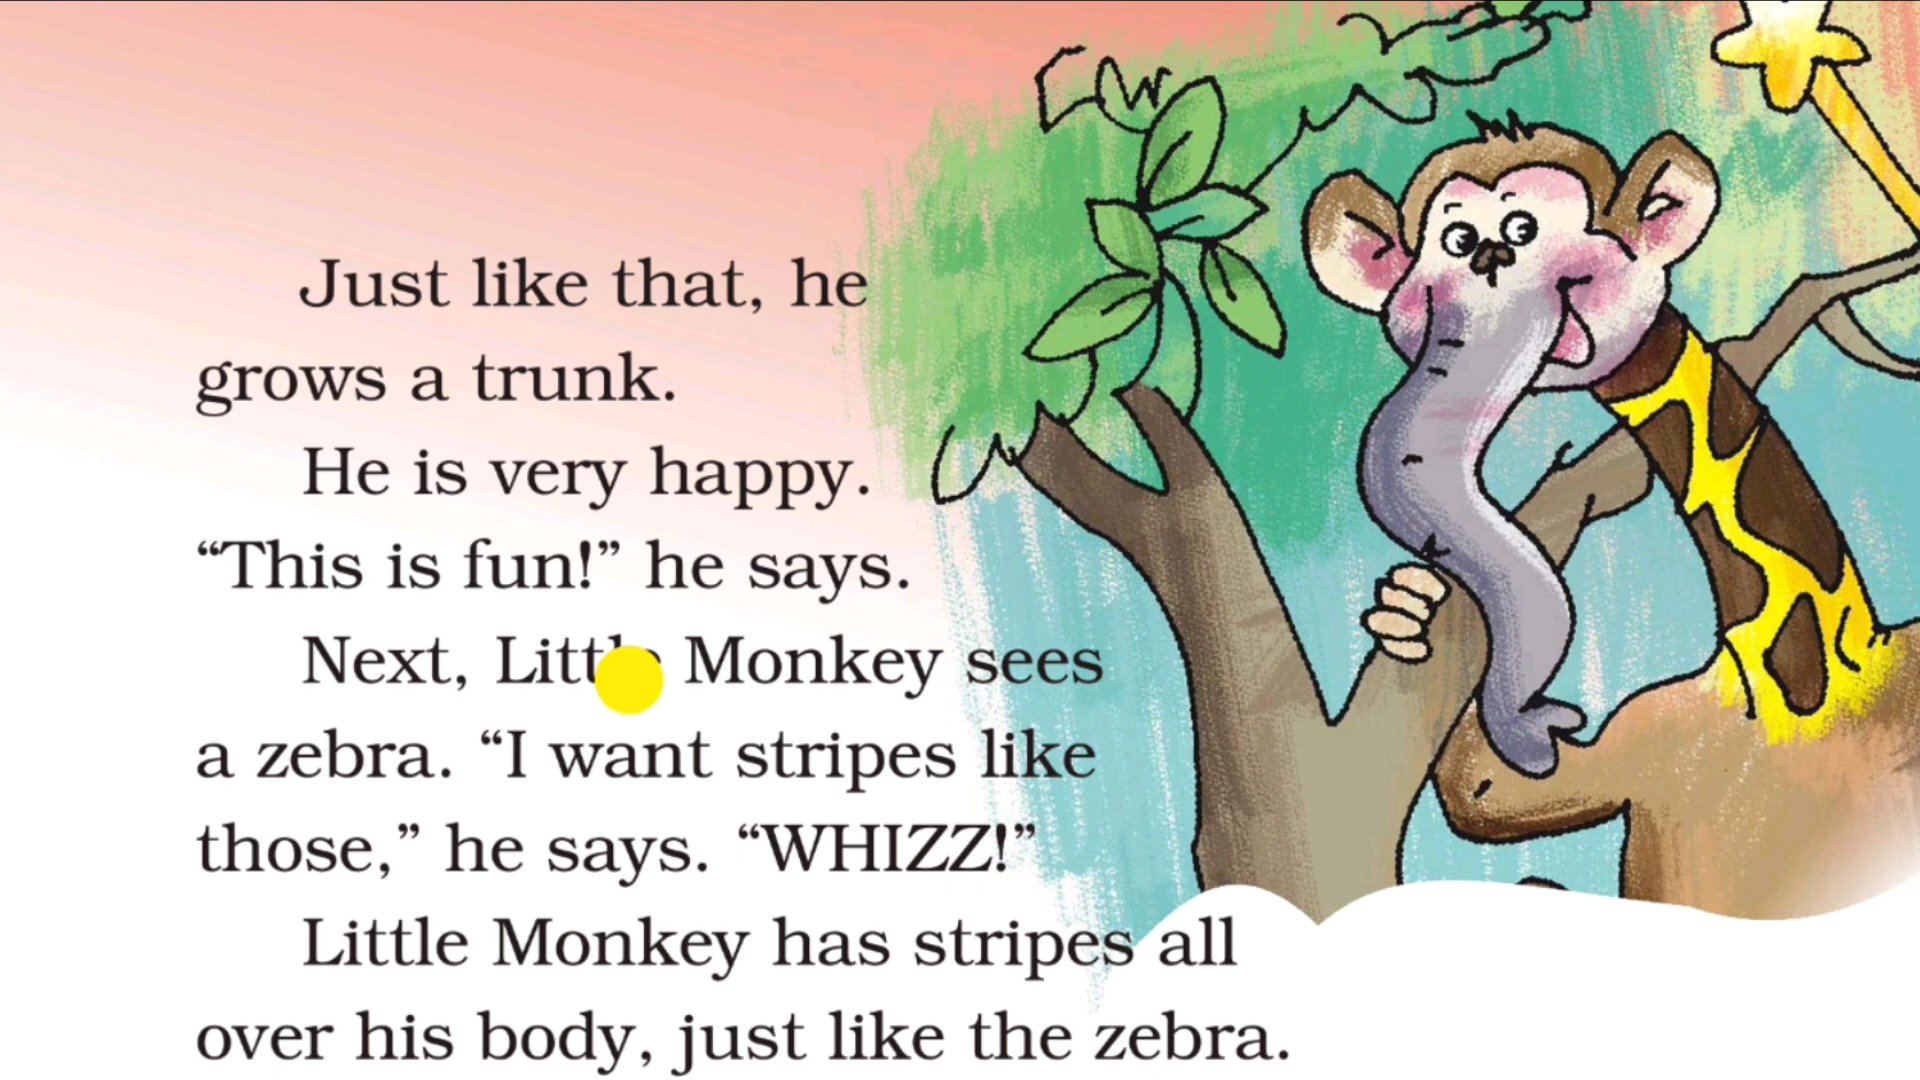 Just like that, he
grows a trunk.
He is very happy.
“This is fun!” he says.
Next, Little Monkey sees
a zebra. “I want stripes like
those,” he says. “WHIZZ!”
Little Monkey has stripes all
over his body, just like the zebra.